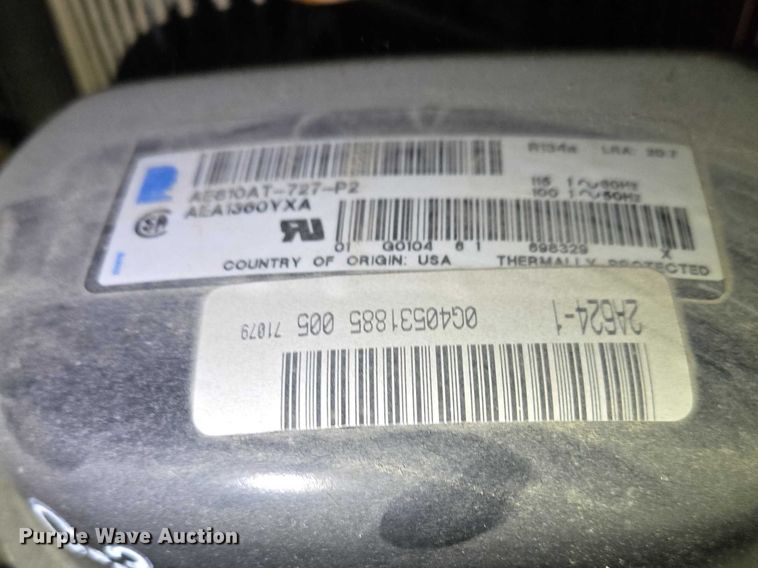 R134a LRA: 20.7
AE610AT-727-P2
AEA1360YXA
115 1~60Hz
100 1~50Hz
01 G0104 6 1 698329 X
COUNTRY OF ORIGIN: USA THERMALLY PROTECTED
2A624-1 0G40531885 005 71079
Purple Wave Auction